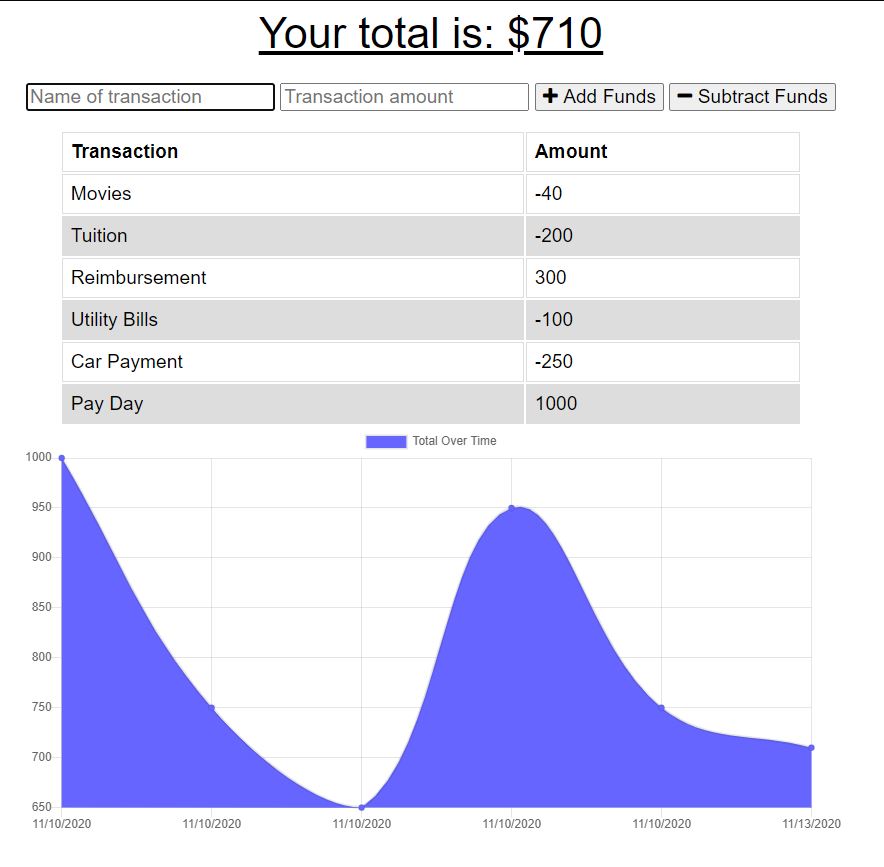 Your total is: $710
Name of transaction Transaction amount + Add Funds − Subtract Funds
Transaction Amount
Movies -40
Tuition -200
Reimbursement 300
Utility Bills -100
Car Payment -250
Pay Day 1000
Total Over Time
1000
950
900
850
800
750
700
650
11/10/2020 11/10/2020 11/10/2020 11/10/2020 11/10/2020 11/13/2020